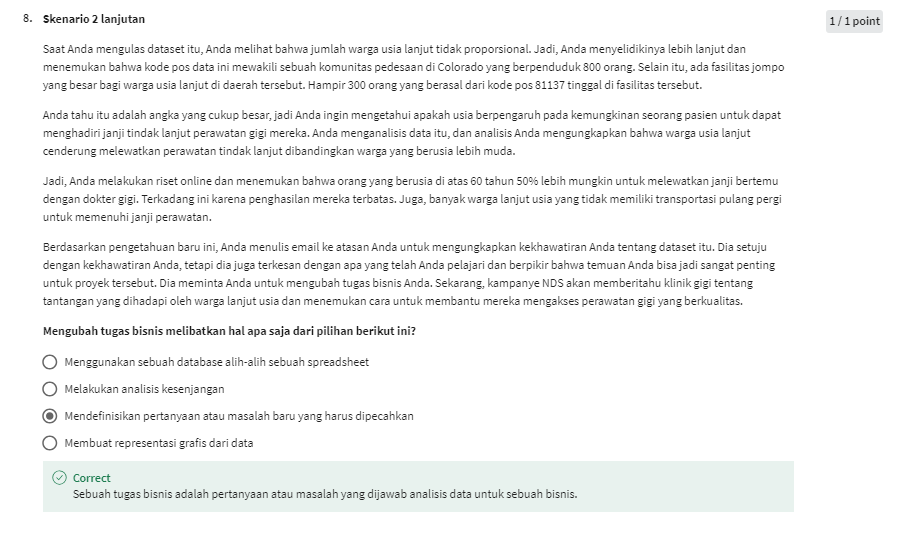 8. Skenario 2 lanjutan
1 / 1 point
Saat Anda mengulas dataset itu, Anda melihat bahwa jumlah warga usia lanjut tidak proporsional. Jadi, Anda menyelidikinya lebih lanjut dan
menemukan bahwa kode pos data ini mewakili sebuah komunitas pedesaan di Colorado yang berpenduduk 800 orang. Selain itu, ada fasilitas jompo
yang besar bagi warga usia lanjut di daerah tersebut. Hampir 300 orang yang berasal dari kode pos 81137 tinggal di fasilitas tersebut.
Anda tahu itu adalah angka yang cukup besar, jadi Anda ingin mengetahui apakah usia berpengaruh pada kemungkinan seorang pasien untuk dapat
menghadiri janji tindak lanjut perawatan gigi mereka. Anda menganalisis data itu, dan analisis Anda mengungkapkan bahwa warga usia lanjut
cenderung melewatkan perawatan tindak lanjut dibandingkan warga yang berusia lebih muda.
Jadi, Anda melakukan riset online dan menemukan bahwa orang yang berusia di atas 60 tahun 50% lebih mungkin untuk melewatkan janji bertemu
dengan dokter gigi. Terkadang ini karena penghasilan mereka terbatas. Juga, banyak warga lanjut usia yang tidak memiliki transportasi pulang pergi
untuk memenuhi janji perawatan.
Berdasarkan pengetahuan baru ini, Anda menulis email ke atasan Anda untuk mengungkapkan kekhawatiran Anda tentang dataset itu. Dia setuju
dengan kekhawatiran Anda, tetapi dia juga terkesan dengan apa yang telah Anda pelajari dan berpikir bahwa temuan Anda bisa jadi sangat penting
untuk proyek tersebut. Dia meminta Anda untuk mengubah tugas bisnis Anda. Sekarang, kampanye NDS akan memberitahu klinik gigi tentang
tantangan yang dihadapi oleh warga lanjut usia dan menemukan cara untuk membantu mereka mengakses perawatan gigi yang berkualitas.
Mengubah tugas bisnis melibatkan hal apa saja dari pilihan berikut ini?
Menggunakan sebuah database alih-alih sebuah spreadsheet
Melakukan analisis kesenjangan
Mendefinisikan pertanyaan atau masalah baru yang harus dipecahkan
Membuat representasi grafis dari data
Correct
Sebuah tugas bisnis adalah pertanyaan atau masalah yang dijawab analisis data untuk sebuah bisnis.